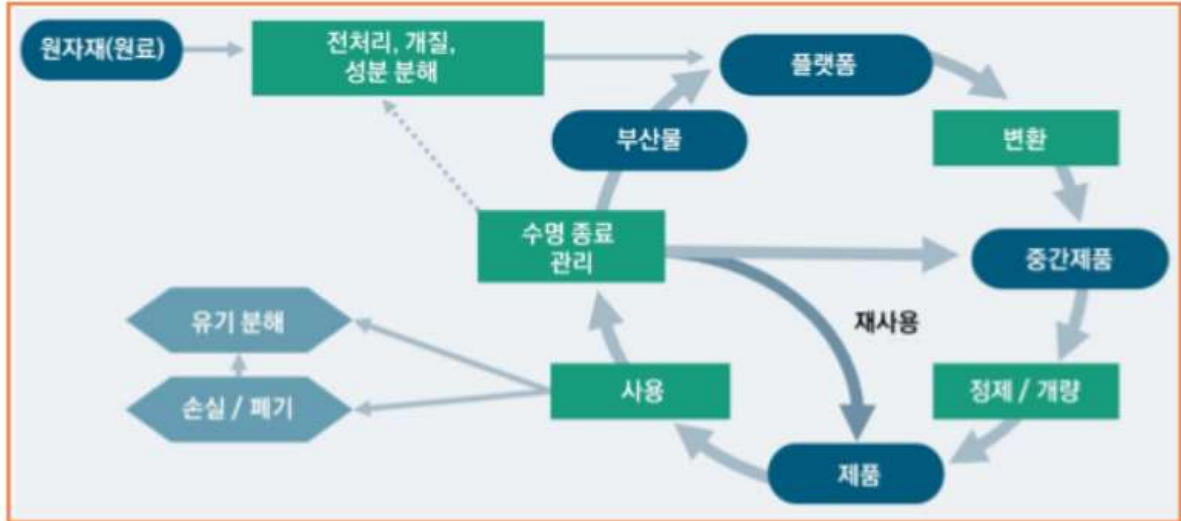 원자재(원료)
전처리, 개질,
성분 분해
플랫폼
부산물
변환
수명 종료
관리
중간제품
유기 분해
재사용
손실 / 폐기
사용
정제 / 개량
제품